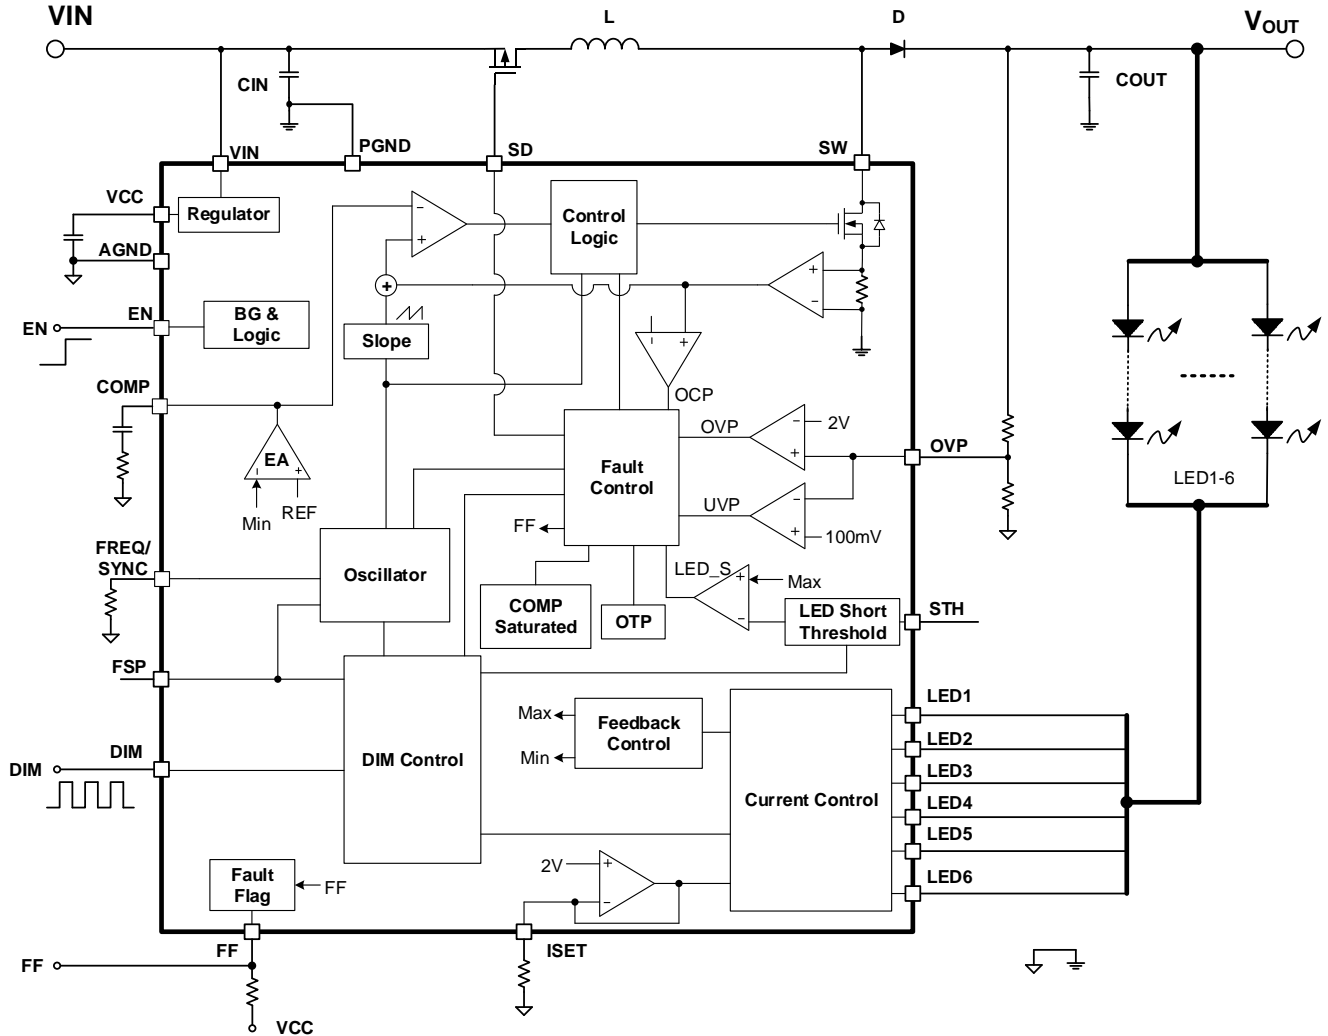 VIN
L
D
VOUT
CIN
COUT
VIN
PGND
SD
SW
VCC
Regulator
Control
Logic
AGND
−
+
+
EN
EN
BG &
Logic
Slope
+
−
−
+
COMP
OCP
OVP
−
2V
+
OVP
EA
−
+
Min
REF
Fault
Control
UVP
−
+
100mV
FF
LED1-6
FREQ/
SYNC
Oscillator
COMP
Saturated
OTP
LED_S
+
−
Max
LED Short
Threshold
STH
FSP
DIM Control
Max
Min
Feedback
Control
Current Control
LED1
LED2
LED3
LED4
LED5
LED6
DIM
DIM
Fault
Flag
FF
2V
+
−
FF
ISET
FF
VCC